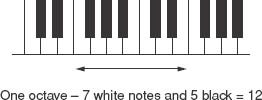 One octave – 7 white notes and 5 black = 12